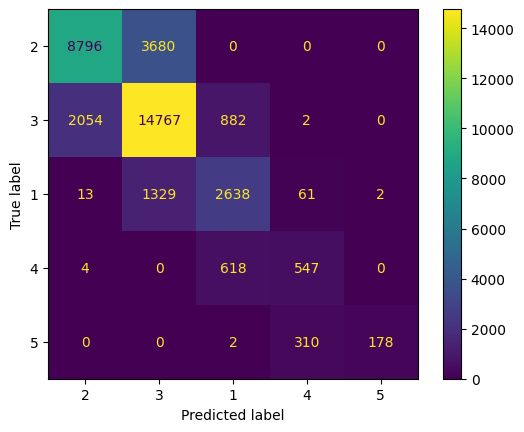 2 8796 3680 0 0 0
3 2054 14767 882 2 0
1 13 1329 2638 61 2
4 4 0 618 547 0
5 0 0 2 310 178
2 3 1 4 5
Predicted label
True label
14000
12000
10000
8000
6000
4000
2000
0